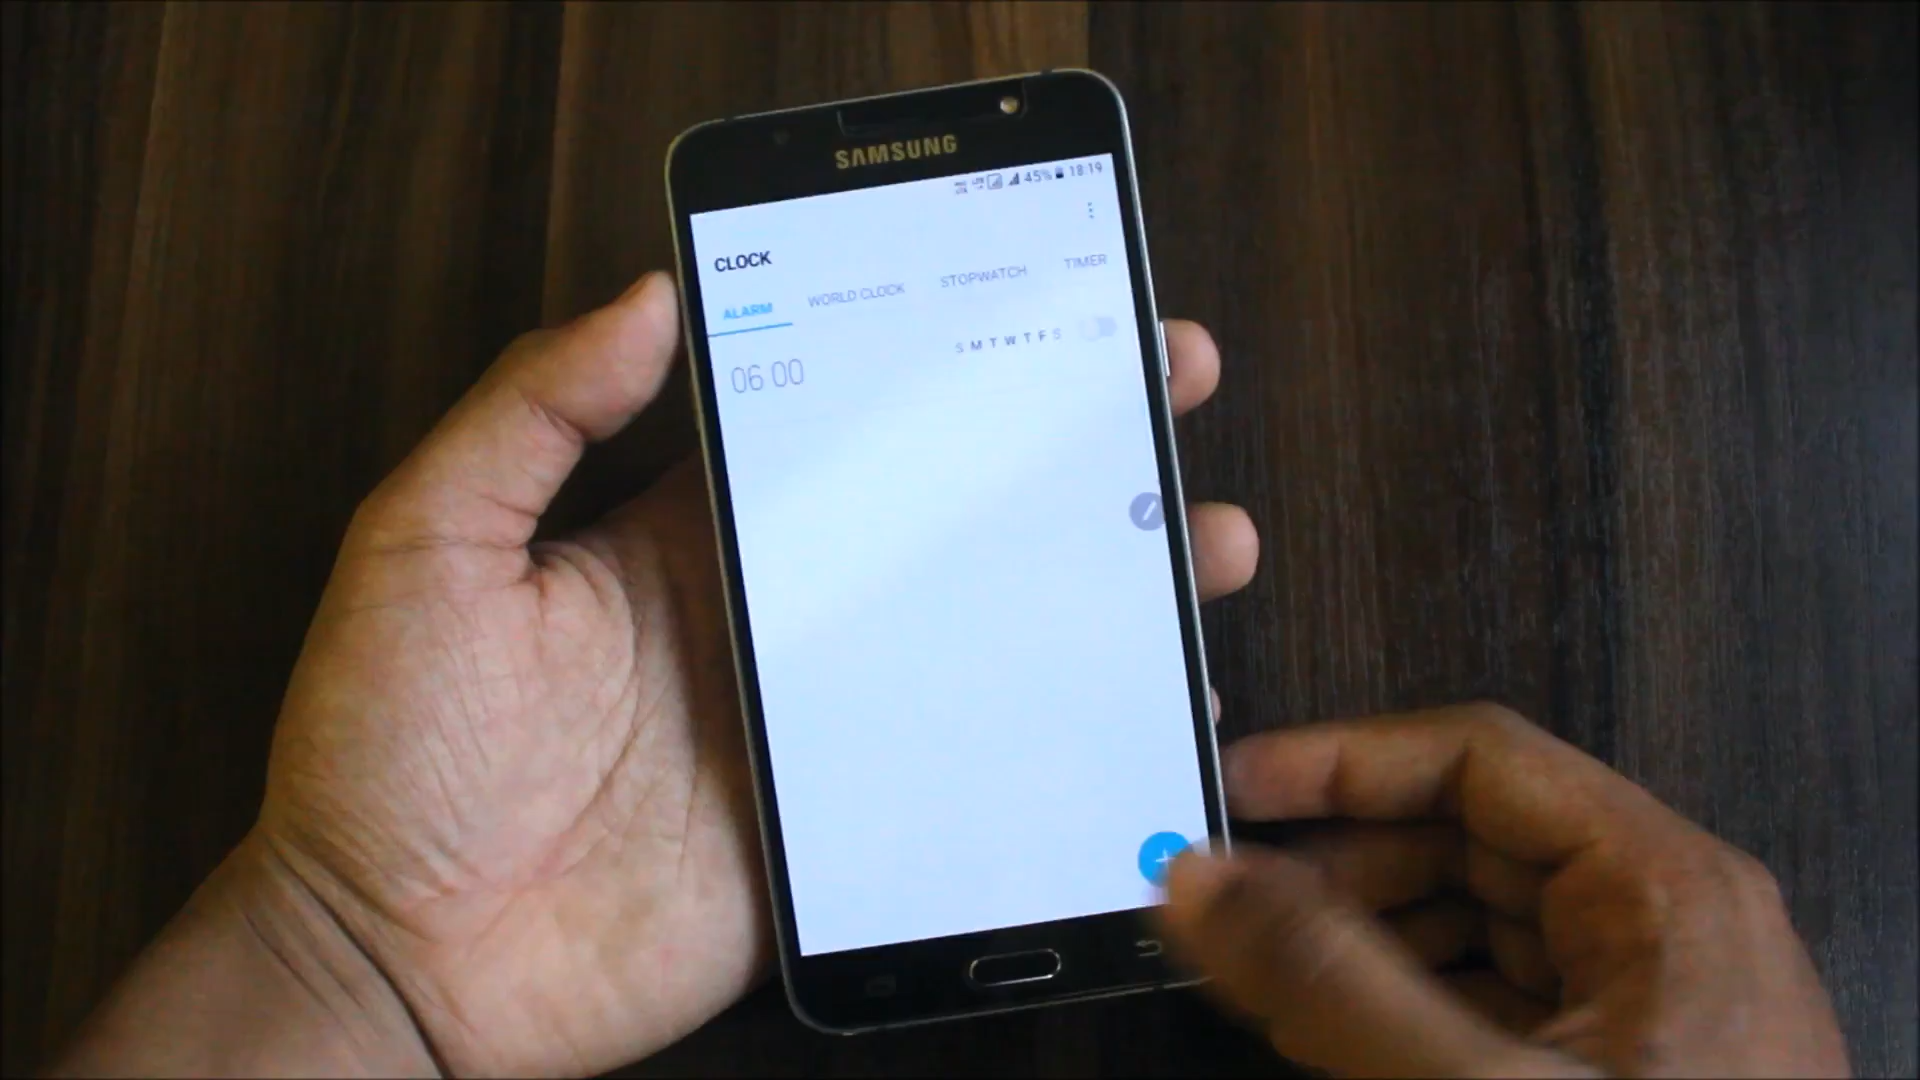 SAMSUNG
45% 18:19
CLOCK
ALARM WORLD CLOCK STOPWATCH TIMER
S M T W T F S
06 00